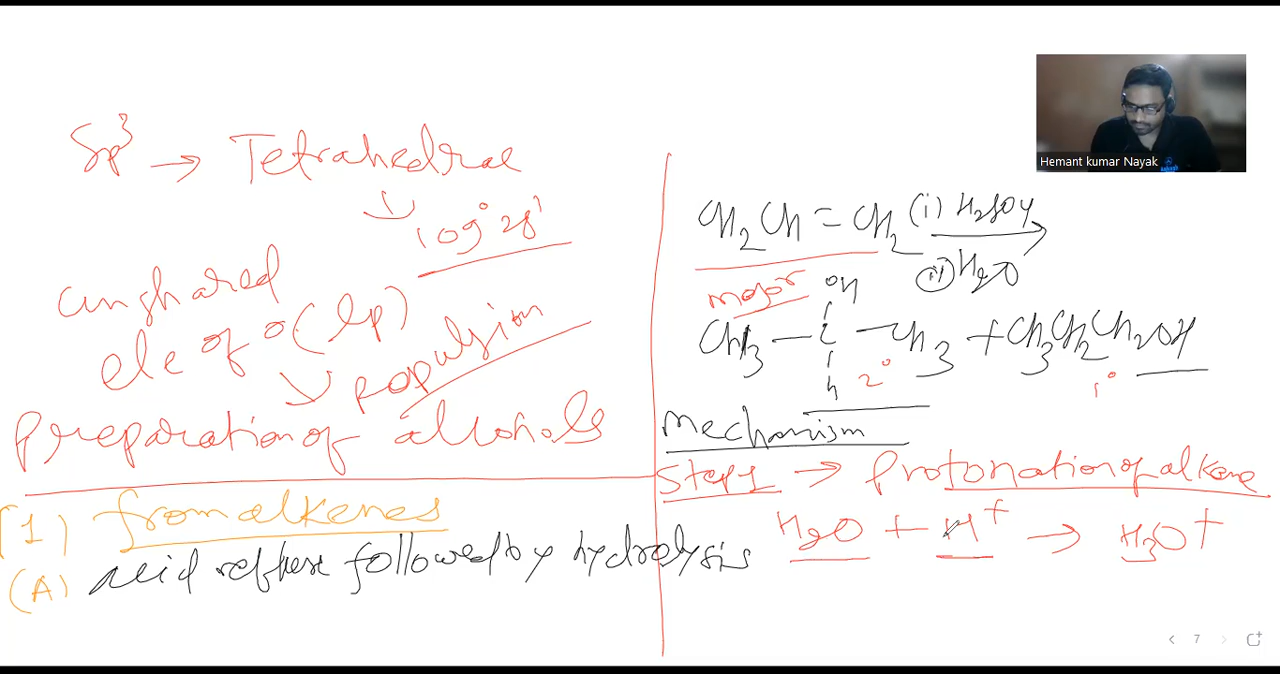 Sp³ → Tetrahedral
109° 28'
unshared
ele of o (lp)
repulsion
Preparation of alcohols
(1) from alkenes
(A) acid followed by hydrolysis
Hemant kumar Nayak
CH₂CH = CH₂ (i) H₂SO₄
(ii) H₂O
major
OH
CH₃ — C — CH₃ + CH₃CH₂CH₂OH
H 2° 1°
Mechanism
Step 1 → Protonation of alkene
H₂O + H⁺ → H₃O⁺
7